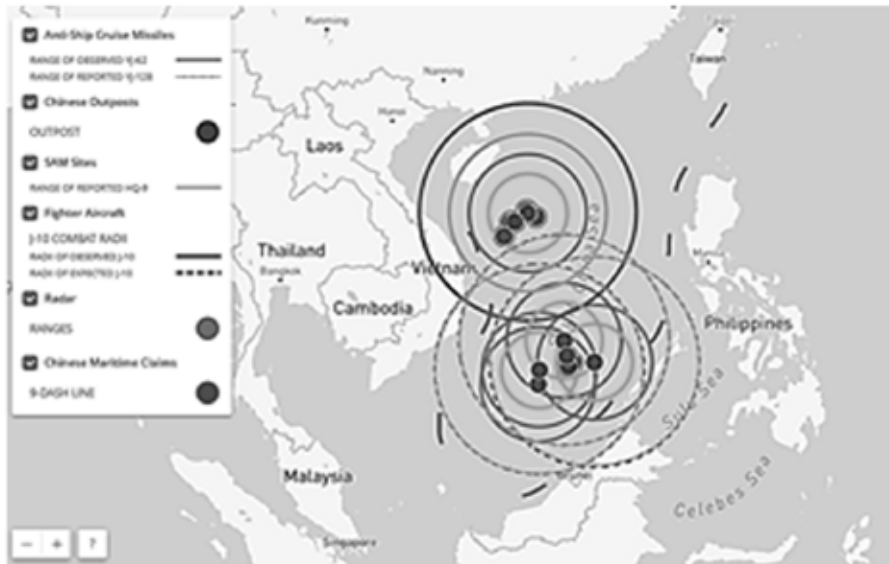 Anti-Ship Cruise Missiles
RANGE OF OBSERVED YJ-62
RANGE OF REPORTED YJ-12B
Chinese Outposts
OUTPOST
SAM Sites
RANGE OF REPORTED HQ-9
Fighter Aircraft
J-10 COMBAT RADII
RADII OF OBSERVED J-10
RADII OF EXPECTED J-10
Radar
RANGES
Chinese Maritime Claims
9-DASH LINE
Kunming
Nanning
Hanoi
Taiwan
Laos
Thailand
Bangkok
Vietnam
Cambodia
Philippines
Sulu Sea
Celebes Sea
Malaysia
Singapore
- + ?